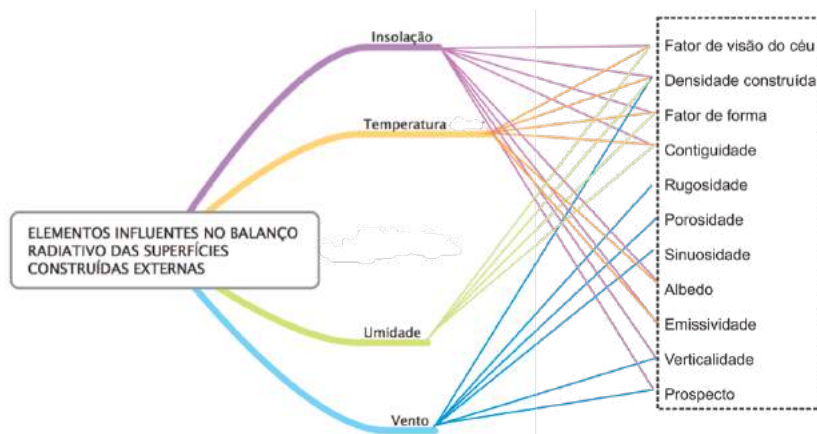 Insolação
Temperatura
ELEMENTOS INFLUENTES NO BALANÇO
RADIATIVO DAS SUPERFÍCIES
CONSTRUÍDAS EXTERNAS
Umidade
Vento
Fator de visão do céu
Densidade construída
Fator de forma
Contiguidade
Rugosidade
Porosidade
Sinuosidade
Albedo
Emissividade
Verticalidade
Prospecto